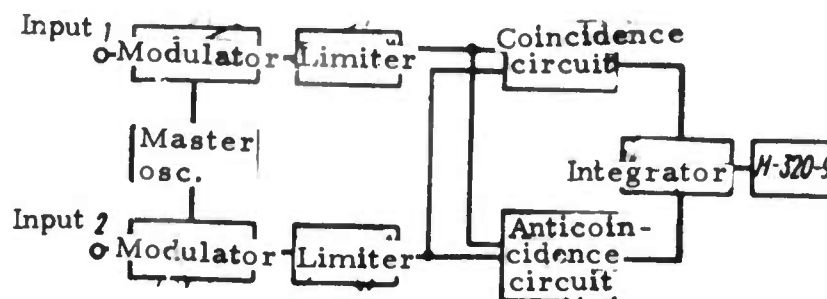 Input 1
Modulator
Limiter
Coincidence
circuit
Master
osc.
Integrator
Input 2
Modulator
Limiter
Anticoin-
cidence
circuit